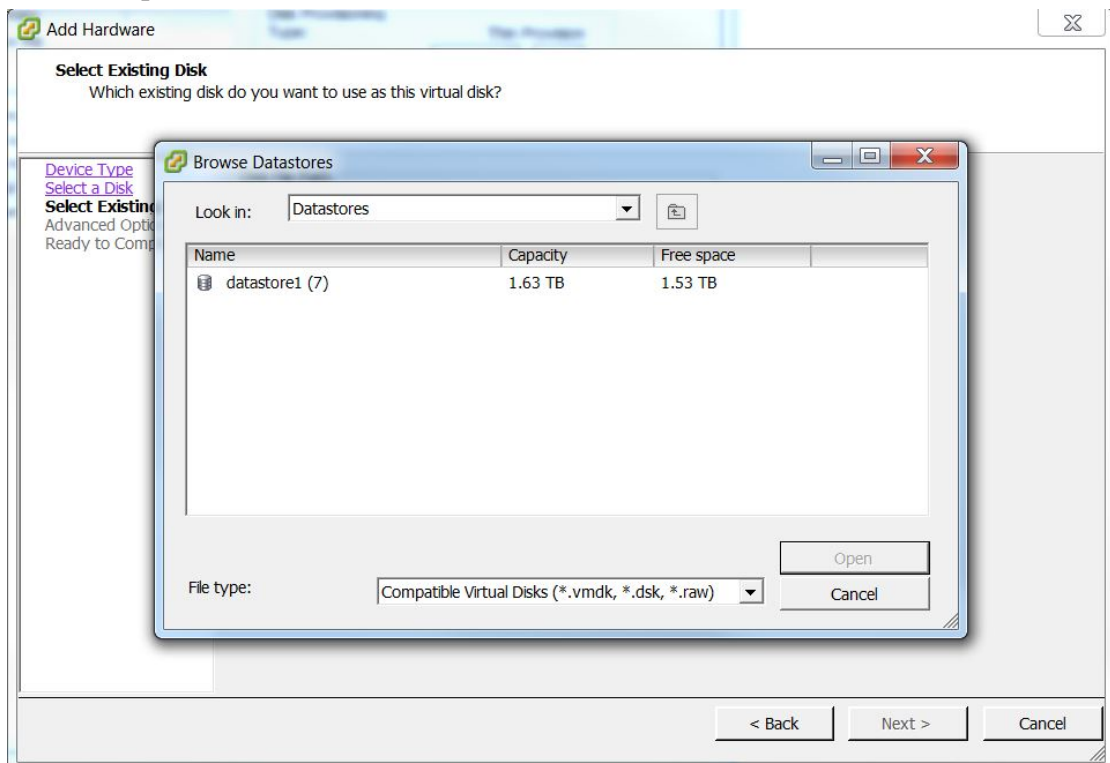 Add Hardware
Select Existing Disk
Which existing disk do you want to use as this virtual disk?
Device Type
Select a Disk
Select Existing
Advanced
Ready to
Browse Datastores
Look in: Datastores
Name Capacity Free space
datastore1 (7) 1.63 TB 1.53 TB
Open
File type: Compatible Virtual Disks (*.vmdk, *.dsk, *.raw)
Cancel
< Back Next > Cancel